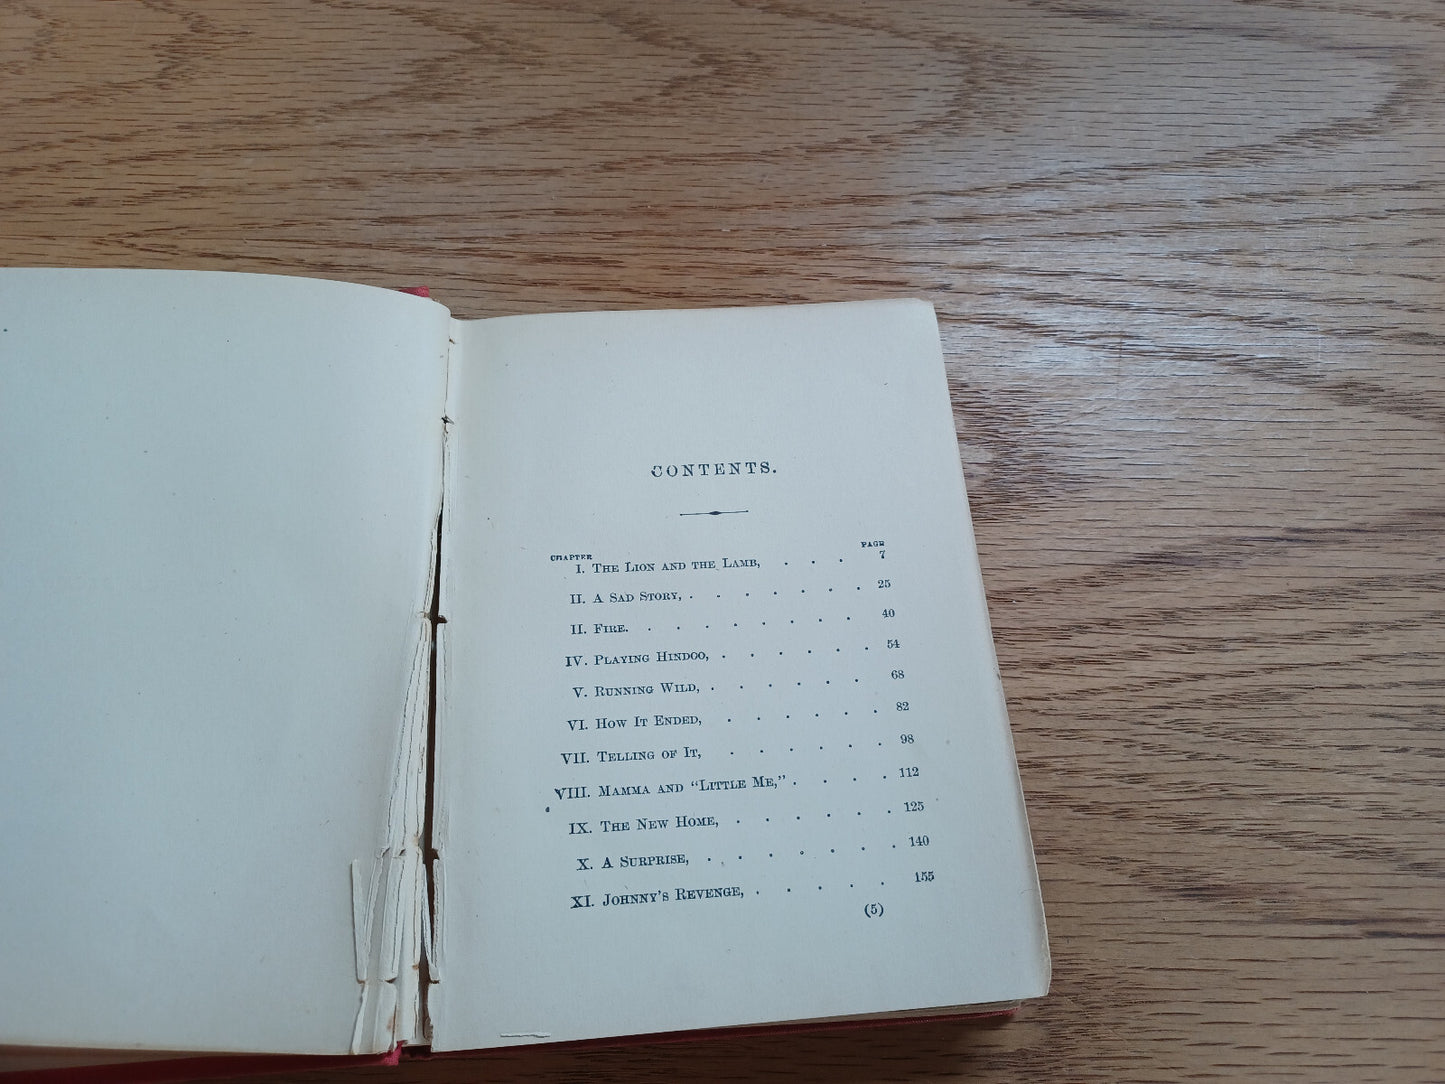 CONTENTS.
CHAPTER PAGE
I. THE LION AND THE LAMB, . . . 7
II. A SAD STORY, . . . . . . . 25
II. FIRE. . . . . . . . . 40
IV. PLAYING HINDOO, . . . . . . 54
V. RUNNING WILD, . . . . . . 68
VI. HOW IT ENDED, . . . . . . 82
VII. TELLING OF IT, . . . . . . 98
VIII. MAMMA AND “LITTLE ME,” . . . . 112
IX. THE NEW HOME, . . . . . . 125
X. A SURPRISE, . . . . . . . 140
XI. JOHNNY’S REVENGE, . . . . . 155
(5)